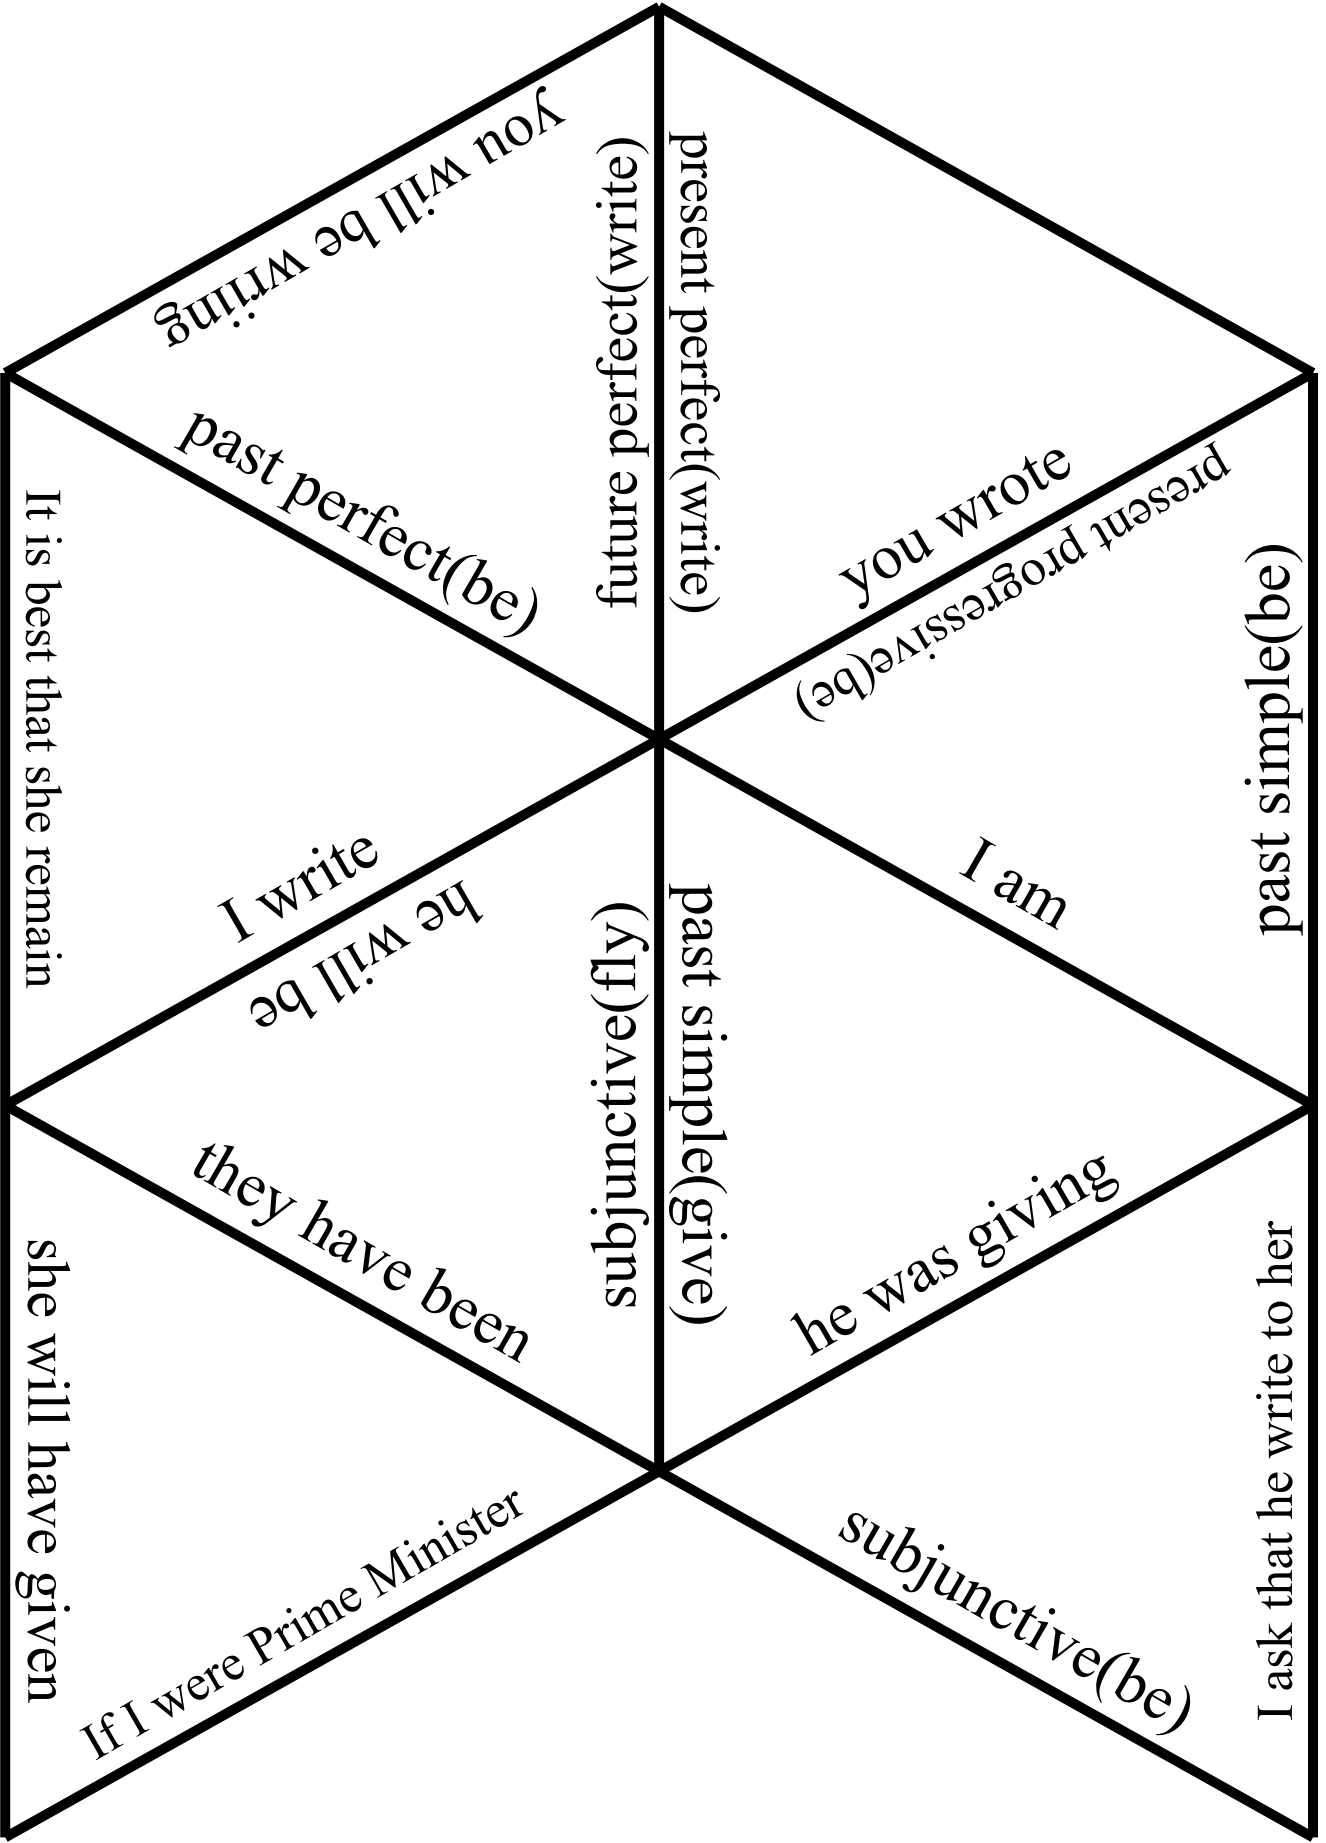 you will be wriing
future perfect(write)
past perfect(be)
present perfect(write)
you wrote
present progressive(be)
past simple(be)
I am
It is best that she remain
I write
he will be
subjunctive(fly)
they have been
past simple(give)
he was giving
she will have given
If I were Prime Minister
subjunctive(be)
I ask that he write to her